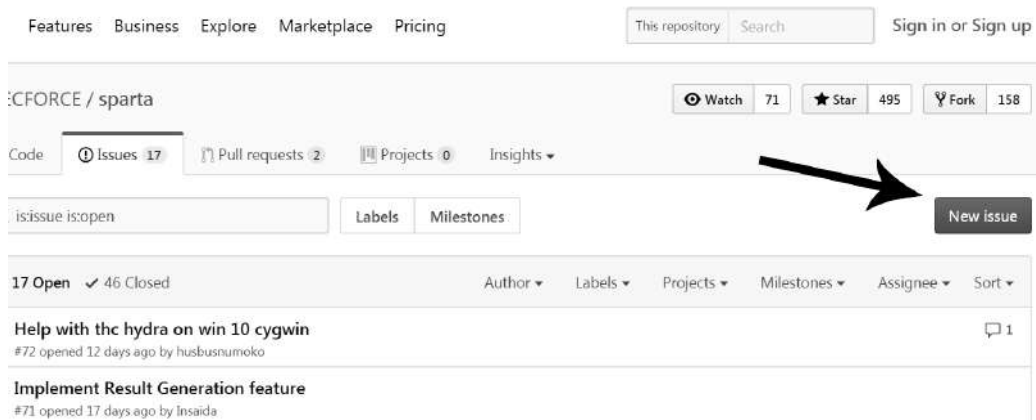 Features Business Explore Marketplace Pricing This repository Search Sign in or Sign up
ECFORCE / sparta Watch 71 Star 495 Fork 158
Code Issues 17 Pull requests 2 Projects 0 Insights
is:issue is:open Labels Milestones New issue
17 Open 46 Closed Author Labels Projects Milestones Assignee Sort
Help with thc hydra on win 10 cygwin 1
#72 opened 12 days ago by husbusnumoko
Implement Result Generation feature
#71 opened 17 days ago by Insaida